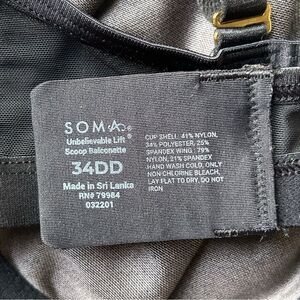 SOMA®
Unbelievable Lift®
Scoop Balconette
34DD
Made in Sri Lanka
RN# 79984
032201
CUP SHELL: 41% NYLON,
34% POLYESTER, 25%
SPANDEX WING: 79%
NYLON, 21% SPANDEX
HAND WASH COLD, ONLY
NON CHLORINE BLEACH,
LAY FLAT TO DRY, DO NOT
IRON